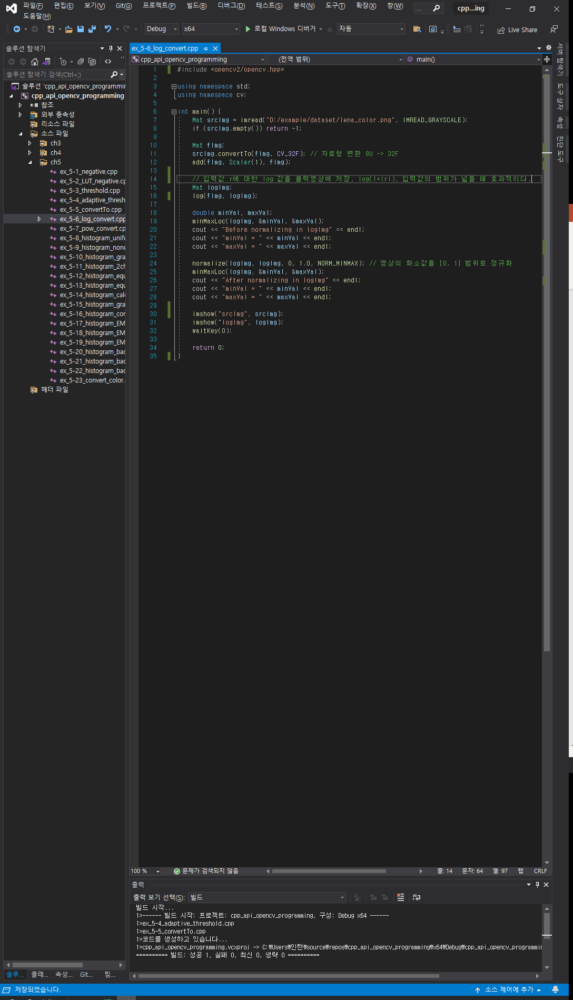 파일(F) 편집(E) 보기(V) Git(G) 프로젝트(P) 빌드(B) 디버그(D) 테스트(S) 분석(N) 도구(T) 확장(X) 창(W) ... cpp...ing
도움말(H)
Debug x64 로컬 Windows 디버거 자동 Live Share
솔루션 탐색기
솔루션 탐색기 검색(Ctrl+;)
솔루션 'cpp_api_opencv_programmin
cpp_api_opencv_programming
참조
외부 종속성
리소스 파일
소스 파일
ch3
ch4
ch5
ex_5-1_negative.cpp
ex_5-2_LUT_negative.cp
ex_5-3_threshold.cpp
ex_5-4_adaptive_thresh
ex_5-5_convertTo.cpp
ex_5-6_log_convert.cpp
ex_5-7_pow_convert.cp
ex_5-8_histogram_unifo
ex_5-9_histogram_nonu
ex_5-10_histogram_gra
ex_5-11_histogram_2ch
ex_5-12_histogram_equ
ex_5-13_histogram_equ
ex_5-14_histogram_calc
ex_5-15_histogram_gra
ex_5-16_histogram_cor
ex_5-17_histogram_EM
ex_5-18_histogram_EM
ex_5-19_histogram_EM
ex_5-20_histogram_bac
ex_5-21_histogram_bac
ex_5-22_histogram_bac
ex_5-23_convert_color.
헤더 파일
솔루... 클래... 속성... Git... 팀...
ex_5-6_log_convert.cpp
cpp_api_opencv_programming (전역 범위) main()
1 #include <opencv2/opencv.hpp>
2
3 using namespace std;
4 using namespace cv;
5
6 int main() {
7 Mat srcImg = imread("D:/example/dataset/lena_color.png", IMREAD_GRAYSCALE);
8 if (srcImg.empty()) return -1;
9
10 Mat fImg;
11 srcImg.convertTo(fImg, CV_32F); // 자료형 변환 8U -> 32F
12 add(fImg, Scalar(1), fImg);
13
14 // 입력값 r에 대한 log 값을 출력영상에 저장, log(1+|r|), 입력값의 범위가 넓을 때 효과적이다.
15 Mat logImg;
16 log(fImg, logImg);
17
18 double minVal, maxVal;
19 minMaxLoc(logImg, &minVal, &maxVal);
20 cout << "Before normalizing in logImg" << endl;
21 cout << "minVal = " << minVal << endl;
22 cout << "maxVal = " << maxVal << endl;
23
24 normalize(logImg, logImg, 0, 1.0, NORM_MINMAX); // 영상의 화소값을 [0, 1] 범위로 정규화
25 minMaxLoc(logImg, &minVal, &maxVal);
26 cout << "After normalizing in logImg" << endl;
27 cout << "minVal = " << minVal << endl;
28 cout << "maxVal = " << maxVal << endl;
29
30 imshow("srcImg", srcImg);
31 imshow("logImg", logImg);
32 waitKey(0);
33
34 return 0;
35 }
서버 탐색기
도구 상자
속성
진단 도구
100 % 문제가 검색되지 않음 줄: 14 문자: 64 열: 97 탭 CRLF
출력
출력 보기 선택(S): 빌드
빌드 시작...
1>------ 빌드 시작: 프로젝트: cpp_api_opencv_programming, 구성: Debug x64 ------
1>ex_5-4_adaptive_threshold.cpp
1>ex_5-5_convertTo.cpp
1>코드를 생성하고 있습니다...
1>cpp_api_opencv_programming.vcxproj -> C:₩Users₩인턴₩source₩repos₩cpp_api_opencv_programming₩x64₩Debug₩cpp_api_opencv_programmin
========== 빌드: 성공 1, 실패 0, 최신 0, 생략 0 ==========
저장되었습니다. 소스 제어에 추가